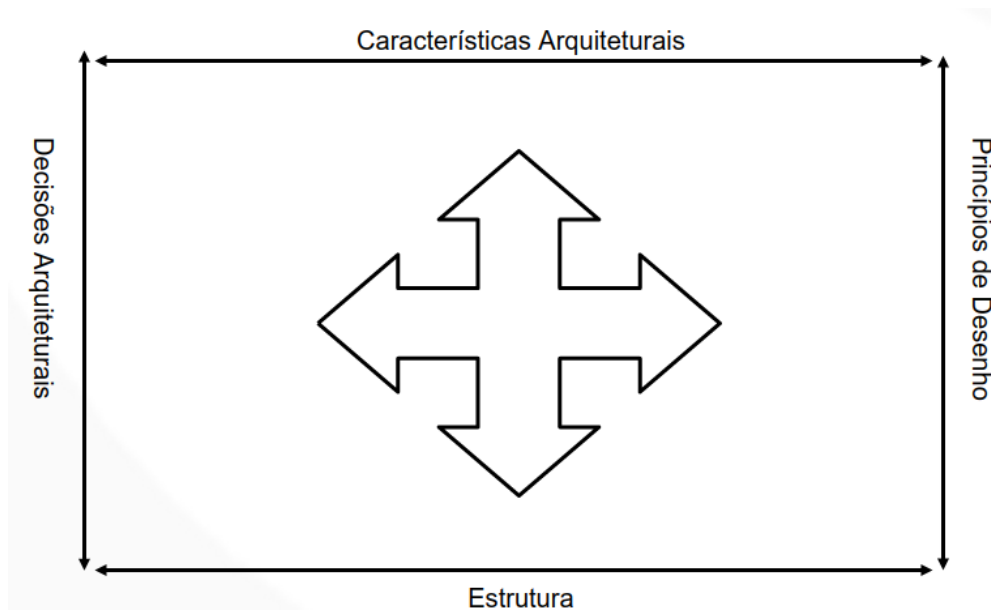 Características Arquiteturais
Decisões Arquiteturais
Princípios de Desenho
Estrutura